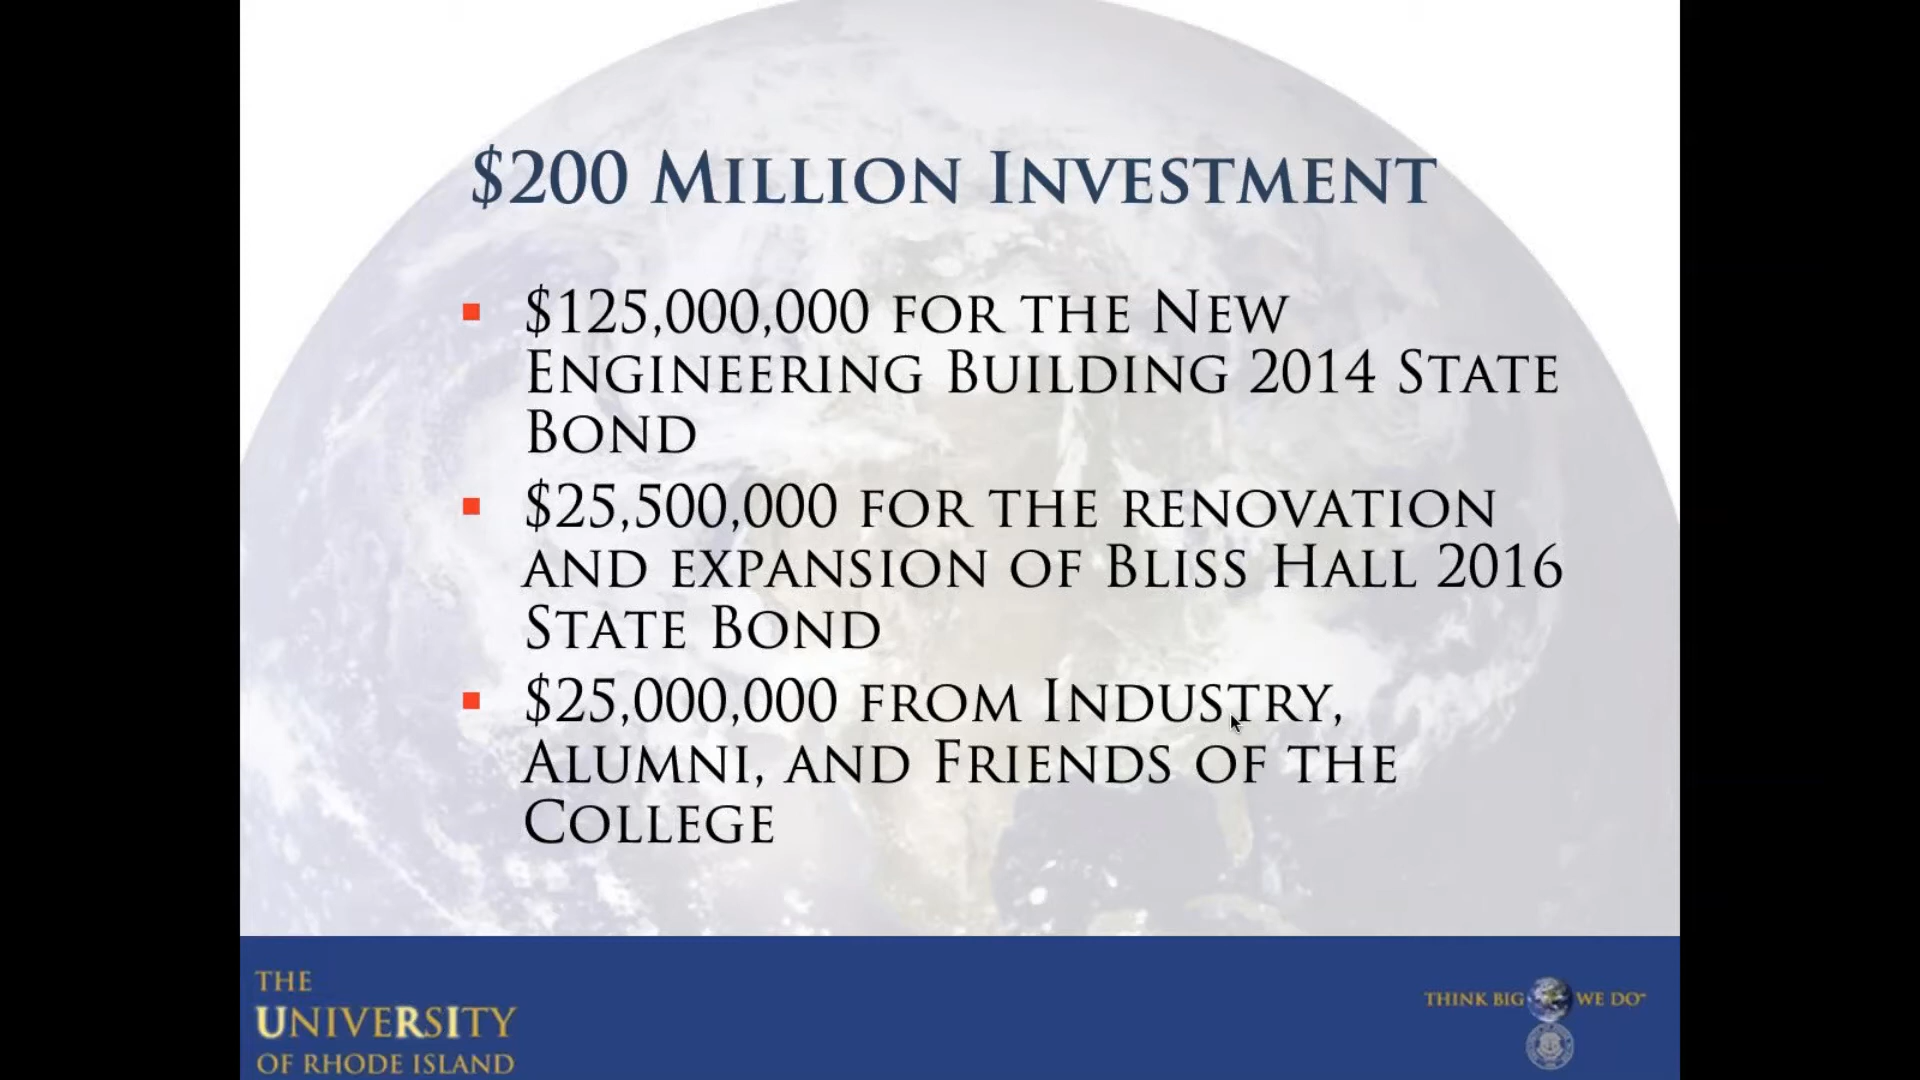 $200 Million Investment
$125,000,000 for the New
Engineering Building 2014 State
Bond
$25,500,000 for the renovation
and expansion of Bliss Hall 2016
State Bond
$25,000,000 from Industry,
Alumni, and Friends of the
College
THE
UNIVERSITY
OF RHODE ISLAND
THINK BIG WE DO